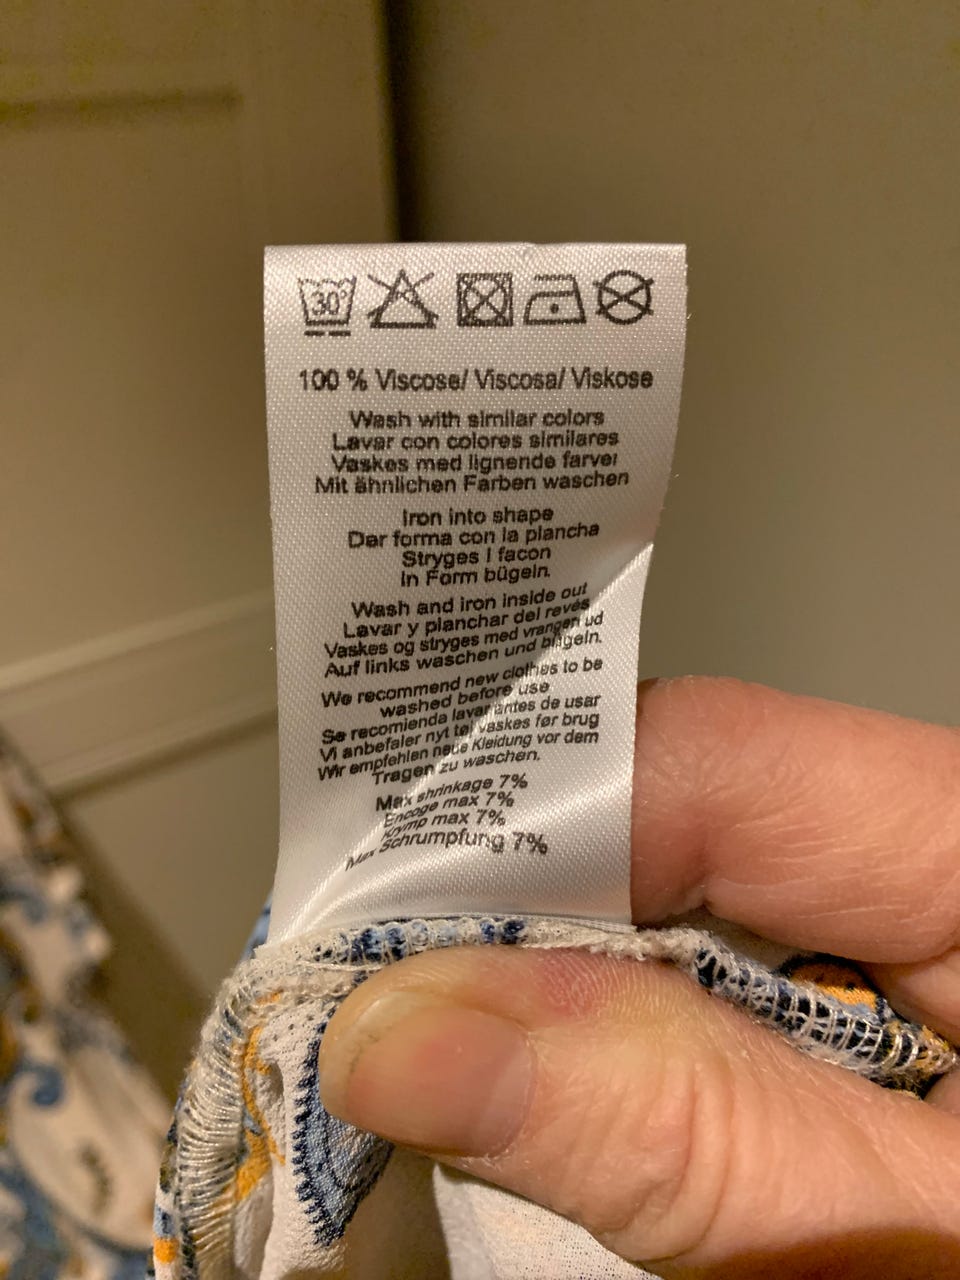 30°
100 % Viscose/ Viscosa/ Viskose
Wash with similar colors
Lavar con colores similares
Vaskes med lignende farver
Mit ähnlichen Farben waschen
Iron into shape
Dar forma con la plancha
Stryges I facon
In Form bügeln.
Wash and iron inside out
Lavar y planchar del revés
Vaskes og stryges med vrangen ud
Auf links waschen und bügeln.
We recommend new clothes to be
washed before use
Se recomienda lavar antes de usar
Vi anbefaler nyt tøj vaskes før brug
Wir empfehlen neue Kleidung vor dem
Tragen zu waschen.
Max shrinkage 7%
Encoge max 7%
Krymp max 7%
Max Schrumpfung 7%